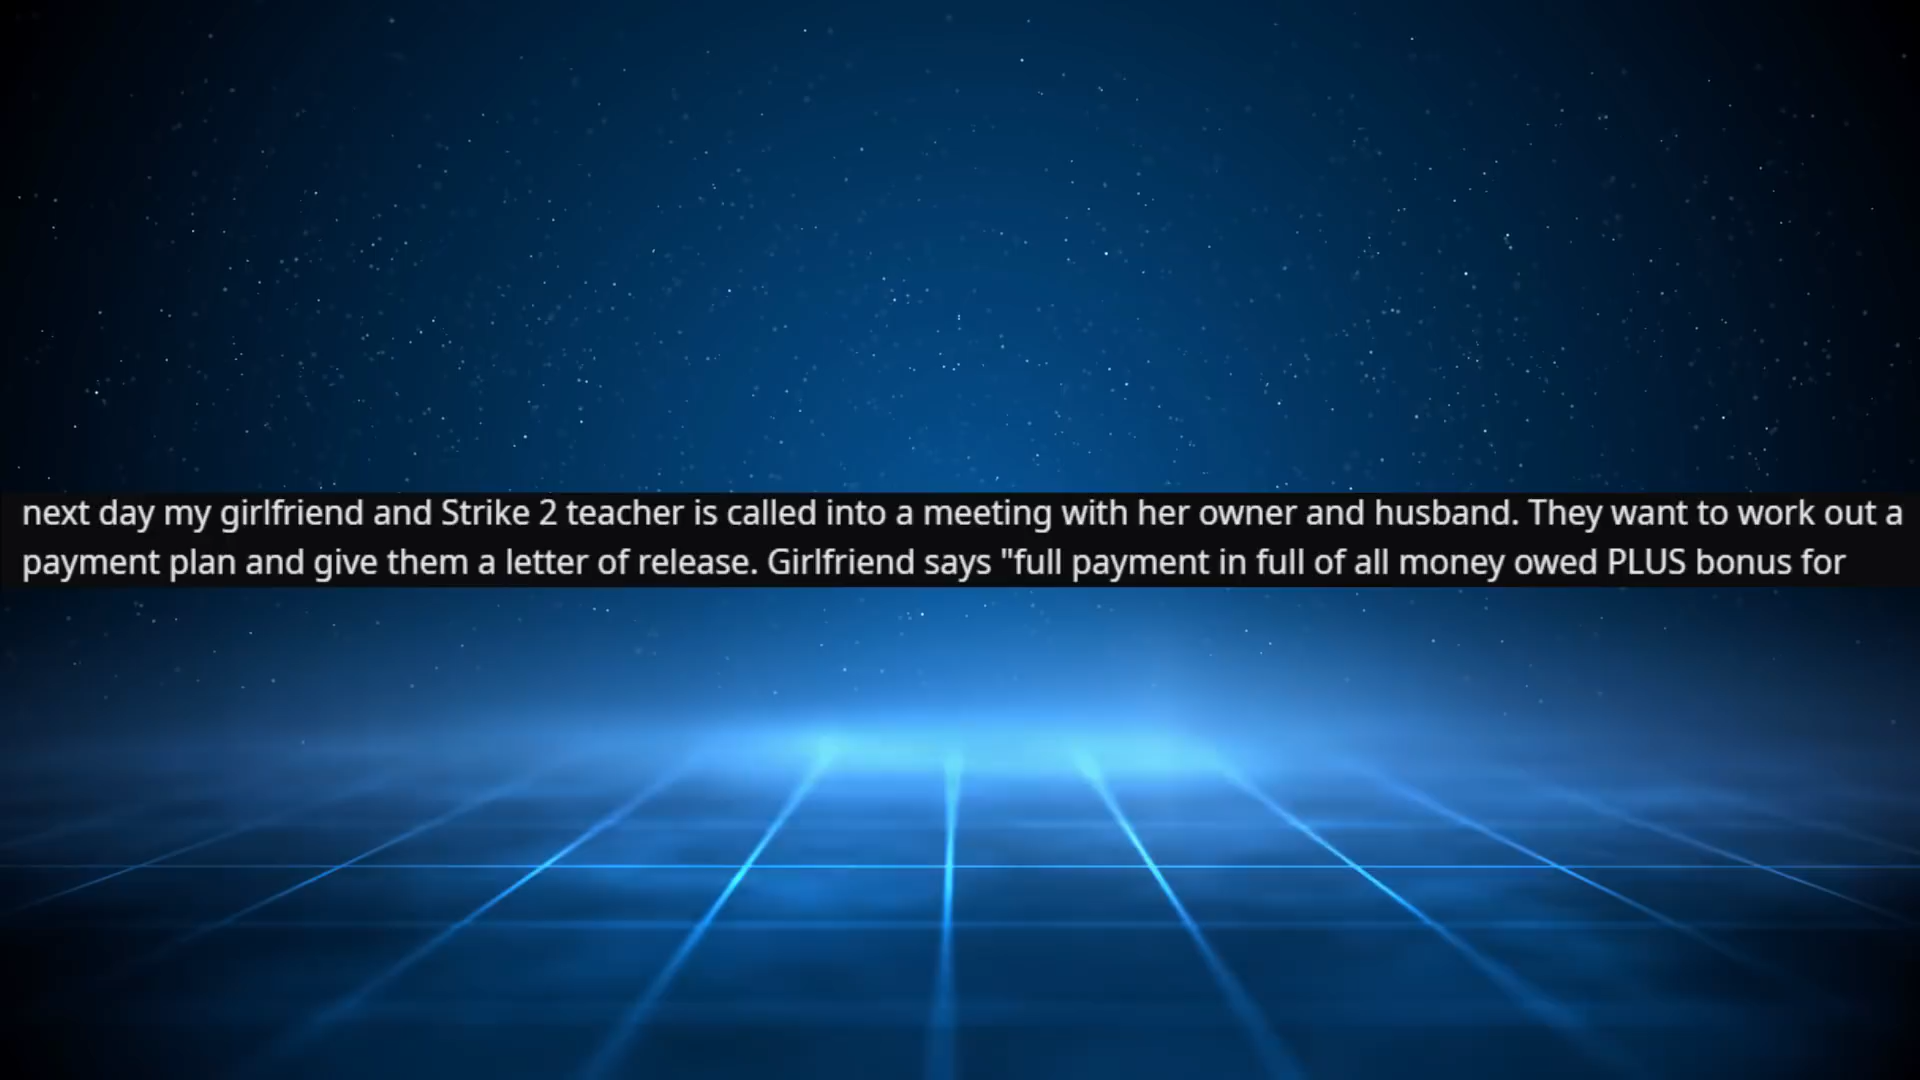 next day my girlfriend and Strike 2 teacher is called into a meeting with her owner and husband. They want to work out a
payment plan and give them a letter of release. Girlfriend says "full payment in full of all money owed PLUS bonus for